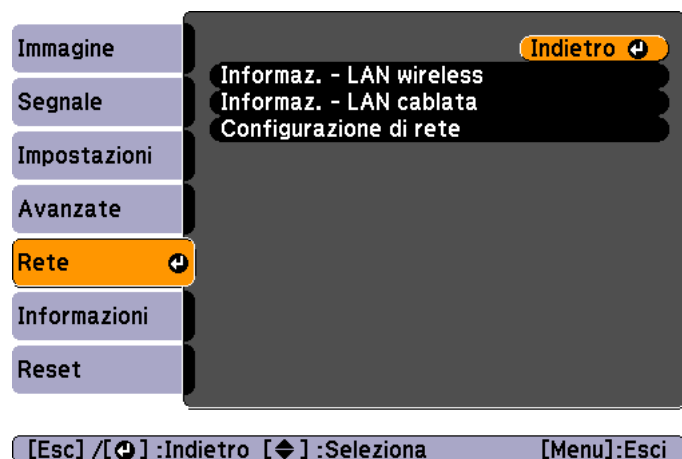 Immagine
Segnale
Impostazioni
Avanzate
Rete
Informazioni
Reset
Indietro
Informaz. - LAN wireless
Informaz. - LAN cablata
Configurazione di rete
[Esc] /[ ] :Indietro [ ] :Seleziona [Menu]:Esci